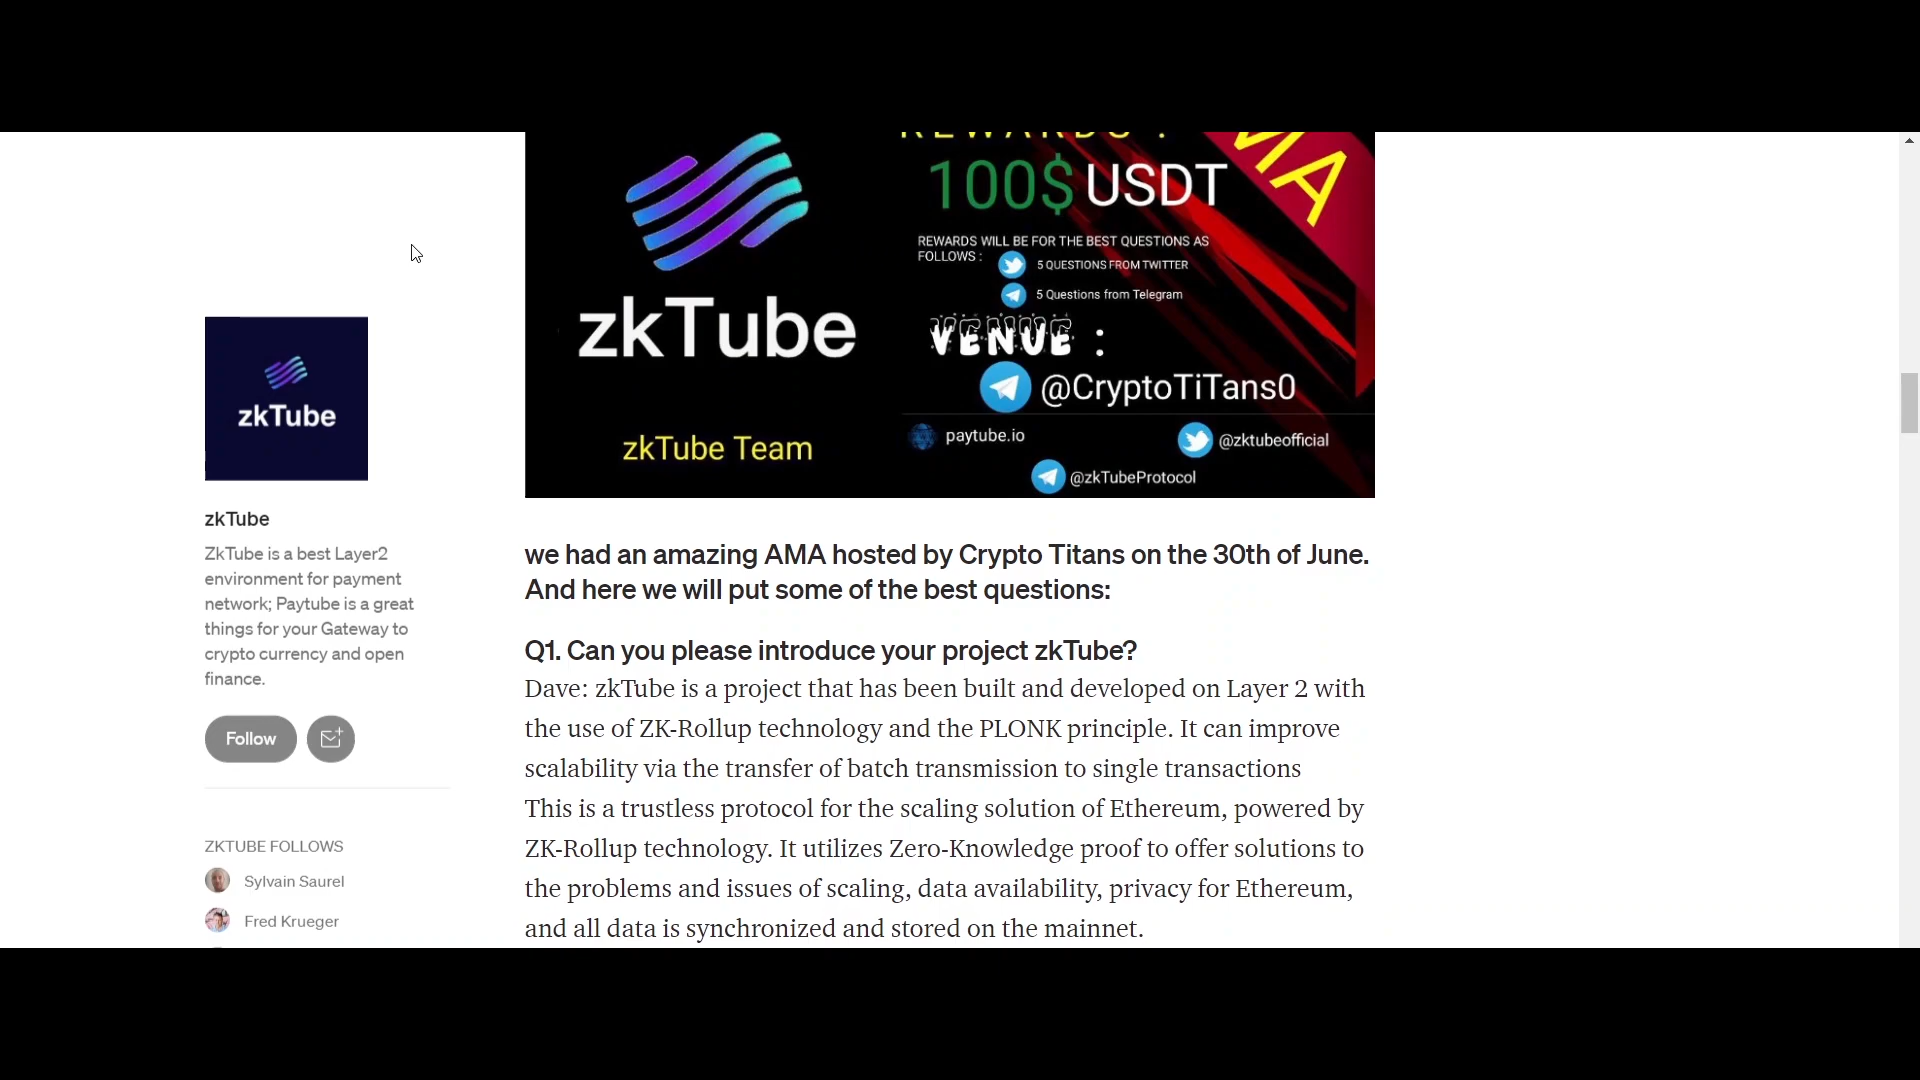 REWARDS :
MA
100$ USDT
REWARDS WILL BE FOR THE BEST QUESTIONS AS
FOLLOWS :
5 QUESTIONS FROM TWITTER
5 Questions from Telegram
zkTube
VENUE :
@CryptoTiTans0
paytube.io
@zktubeofficial
zkTube Team
@zkTubeProtocol
zkTube
zkTube
ZkTube is a best Layer2
environment for payment
network; Paytube is a great
things for your Gateway to
crypto currency and open
finance.
Follow
ZKTUBE FOLLOWS
Sylvain Saurel
Fred Krueger
we had an amazing AMA hosted by Crypto Titans on the 30th of June.
And here we will put some of the best questions:
Q1. Can you please introduce your project zkTube?
Dave: zkTube is a project that has been built and developed on Layer 2 with
the use of ZK-Rollup technology and the PLONK principle. It can improve
scalability via the transfer of batch transmission to single transactions
This is a trustless protocol for the scaling solution of Ethereum, powered by
ZK-Rollup technology. It utilizes Zero-Knowledge proof to offer solutions to
the problems and issues of scaling, data availability, privacy for Ethereum,
and all data is synchronized and stored on the mainnet.